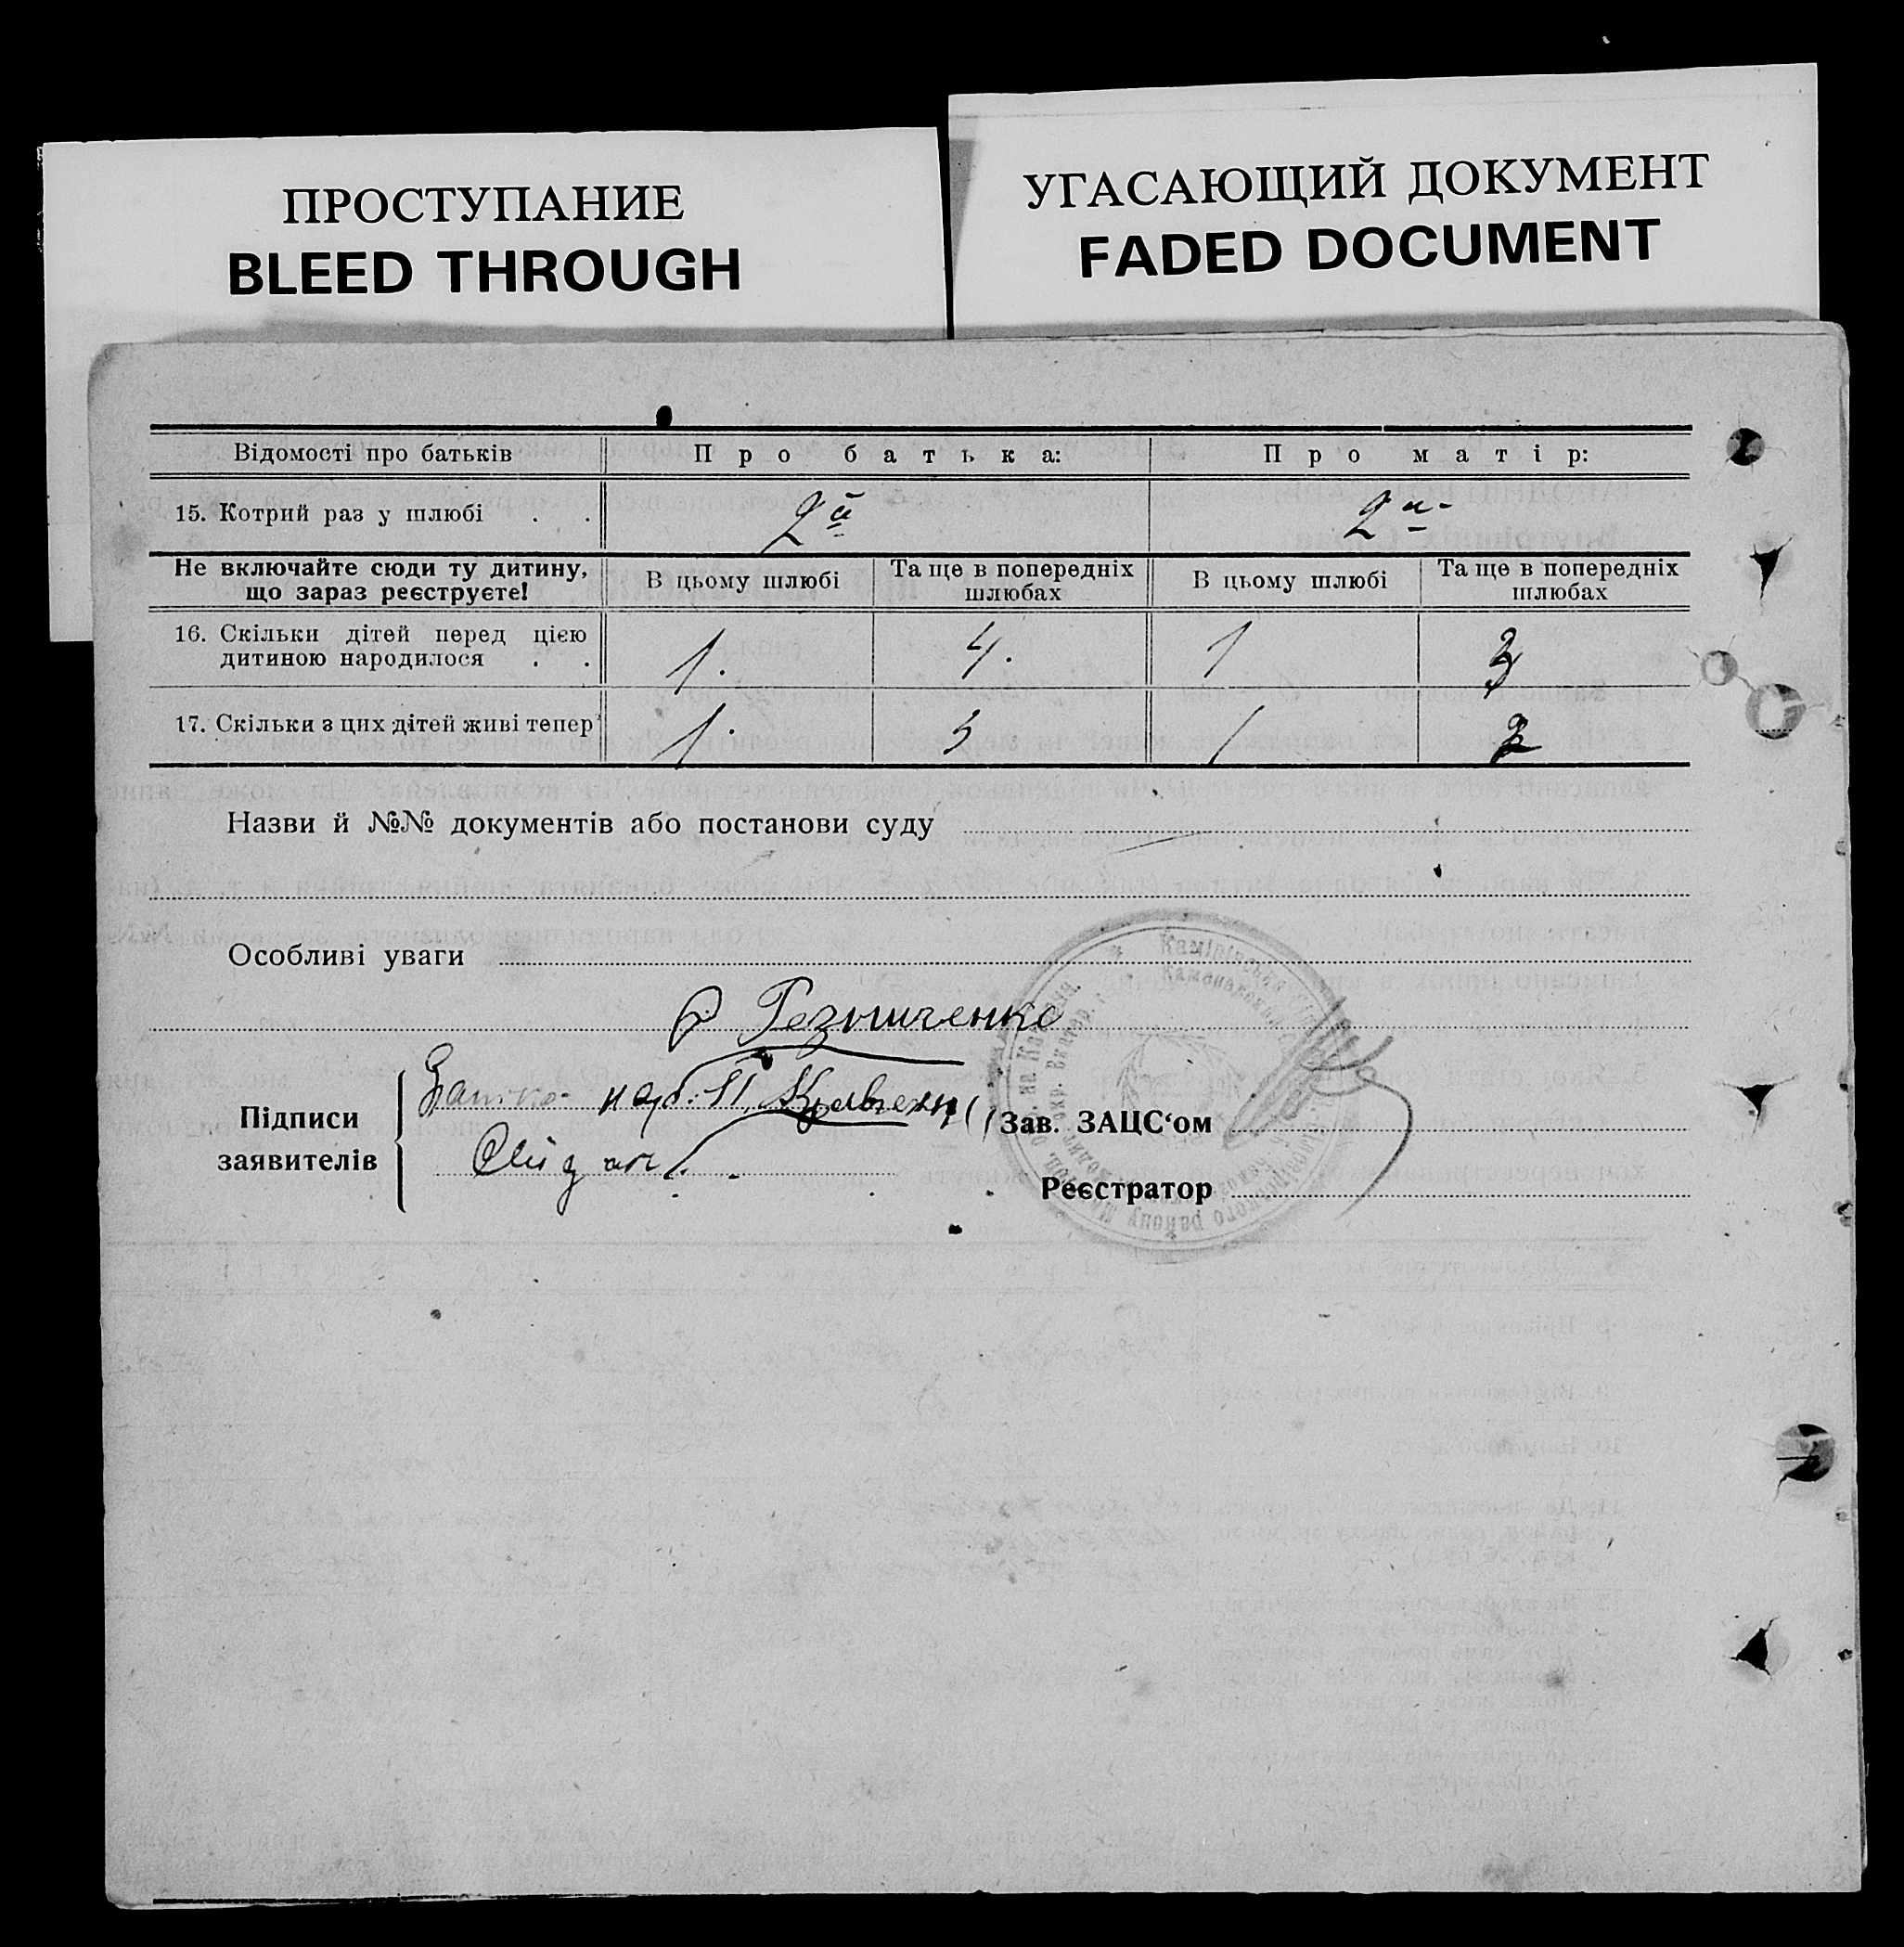 ПРОСТУПАНИЕ
BLEED THROUGH
УГАСАЮЩИЙ ДОКУМЕНТ
FADED DOCUMENT
Відомості про батьків Про батька: Про матір:
15. Котрий раз у шлюбі . . 2й 2й
Не включайте сюди ту дитину, що зараз реєструєте! В цьому шлюбі Та ще в попередніх шлюбах В цьому шлюбі Та ще в попередніх шлюбах
16. Скільки дітей перед цією
дитиною народилося . . 1. 4. 1 3
17. Скільки з цих дітей живі тепер 1. 3 1 2
Назви й №№ документів або постанови суду
Особливі уваги
Резниченко
Підписи
заявителів
Зав. ЗАЦС‘ом
Реєстратор